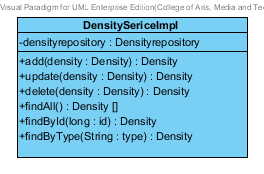 Visual Paradigm for UML Enterprise Edition(College of Arts, Media and Te
DensitySericeImpl
-densityrepository : Densityrepository
+add(density : Density) : Density
+update(density : Density) : Density
+delete(density : Density) : Density
+findAll() : Density []
+findById(long : id) : Density
+findByType(String : type) : Density